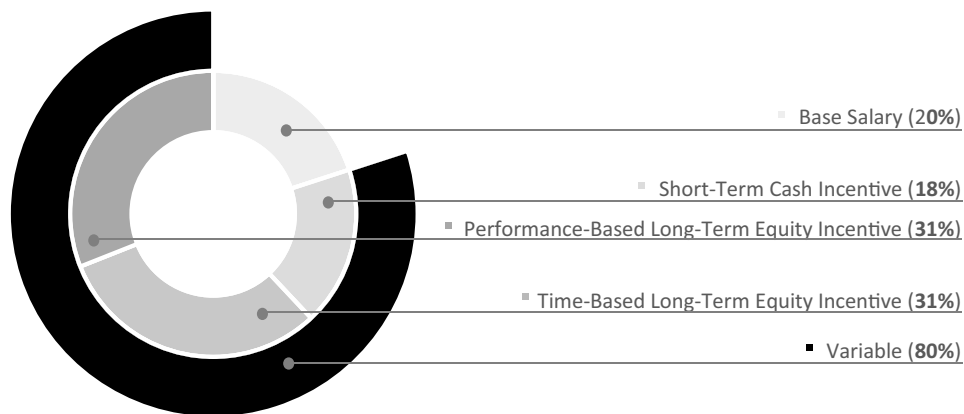 Base Salary (20%)
Short-Term Cash Incentive (18%)
Performance-Based Long-Term Equity Incentive (31%)
Time-Based Long-Term Equity Incentive (31%)
Variable (80%)